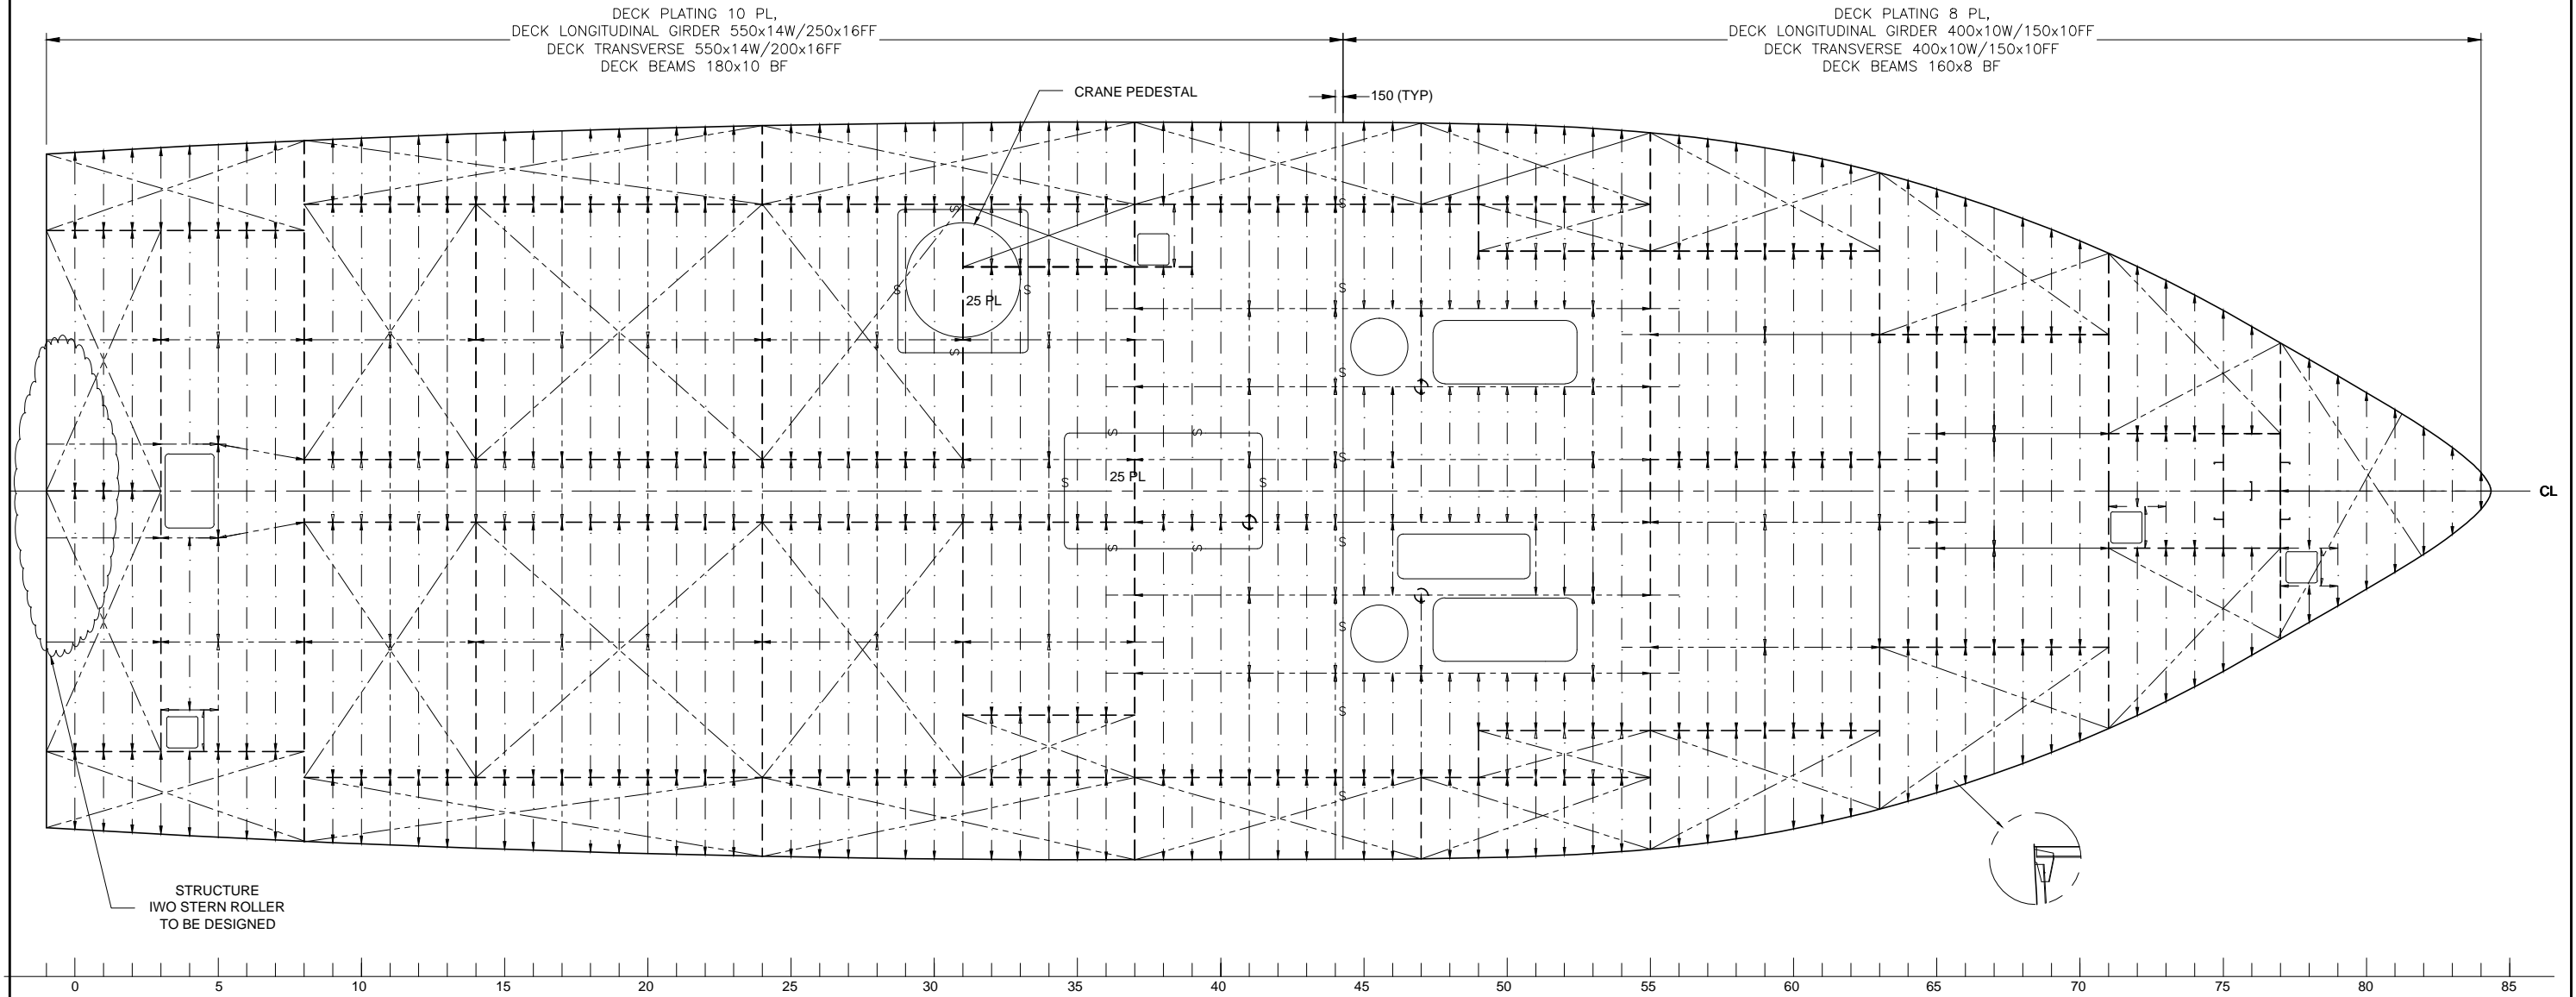 DECK PLATING 10 PL,
DECK LONGITUDINAL GIRDER 550x14W/250x16FF
DECK TRANSVERSE 550x14W/200x16FF
DECK BEAMS 180x10 BF
DECK PLATING 8 PL,
DECK LONGITUDINAL GIRDER 400x10W/150x10FF
DECK TRANSVERSE 400x10W/150x10FF
DECK BEAMS 160x8 BF
CRANE PEDESTAL
150 (TYP)
25 PL
25 PL
CL
STRUCTURE
IWO STERN ROLLER
TO BE DESIGNED
0 5 10 15 20 25 30 35 40 45 50 55 60 65 70 75 80 85